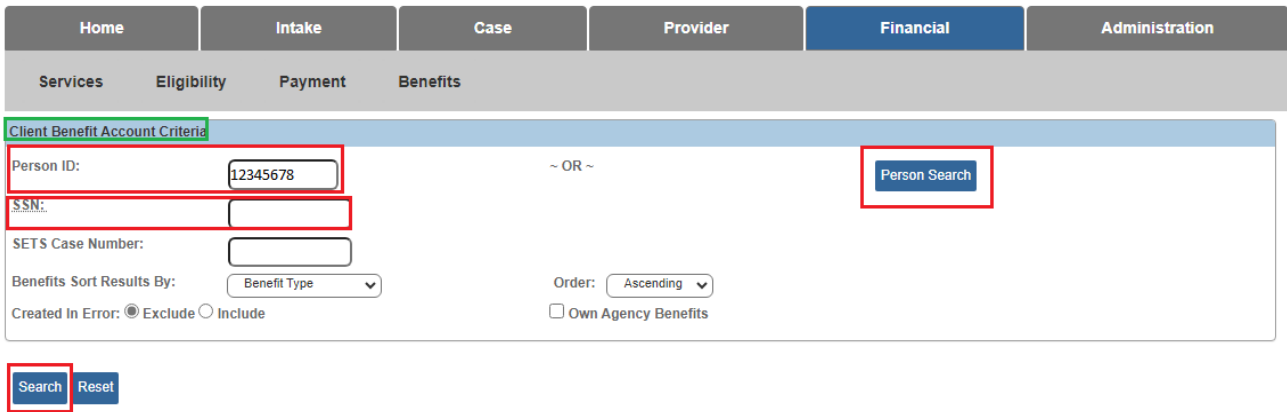 Home Intake Case Provider Financial Administration
Services Eligibility Payment Benefits
Client Benefit Account Criteria
Person ID: 12345678 ~ OR ~ Person Search
SSN:
SETS Case Number:
Benefits Sort Results By: Benefit Type Order: Ascending
Created In Error: Exclude Include Own Agency Benefits
Search Reset